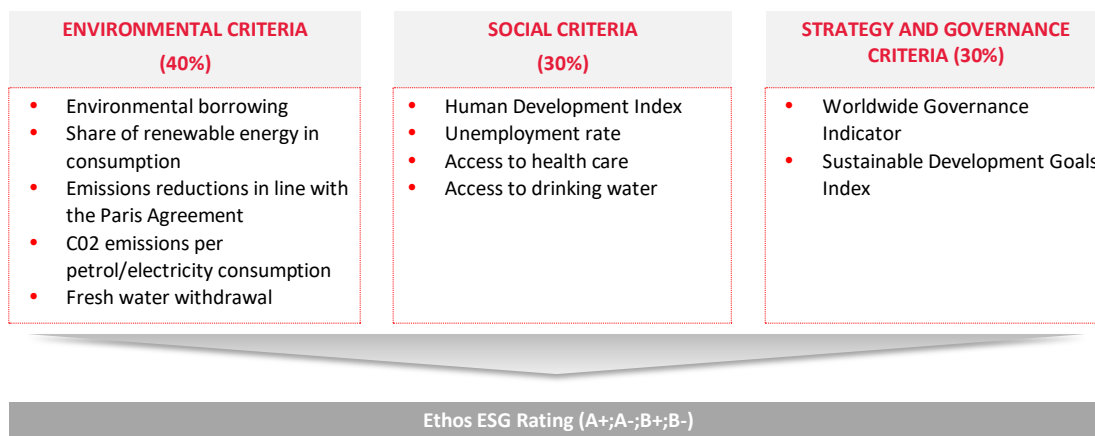 ENVIRONMENTAL CRITERIA
(40%)
• Environmental borrowing
• Share of renewable energy in
consumption
• Emissions reductions in line with
the Paris Agreement
• C02 emissions per
petrol/electricity consumption
• Fresh water withdrawal
SOCIAL CRITERIA
(30%)
• Human Development Index
• Unemployment rate
• Access to health care
• Access to drinking water
STRATEGY AND GOVERNANCE
CRITERIA (30%)
• Worldwide Governance
Indicator
• Sustainable Development Goals
Index
Ethos ESG Rating (A+;A-;B+;B-)